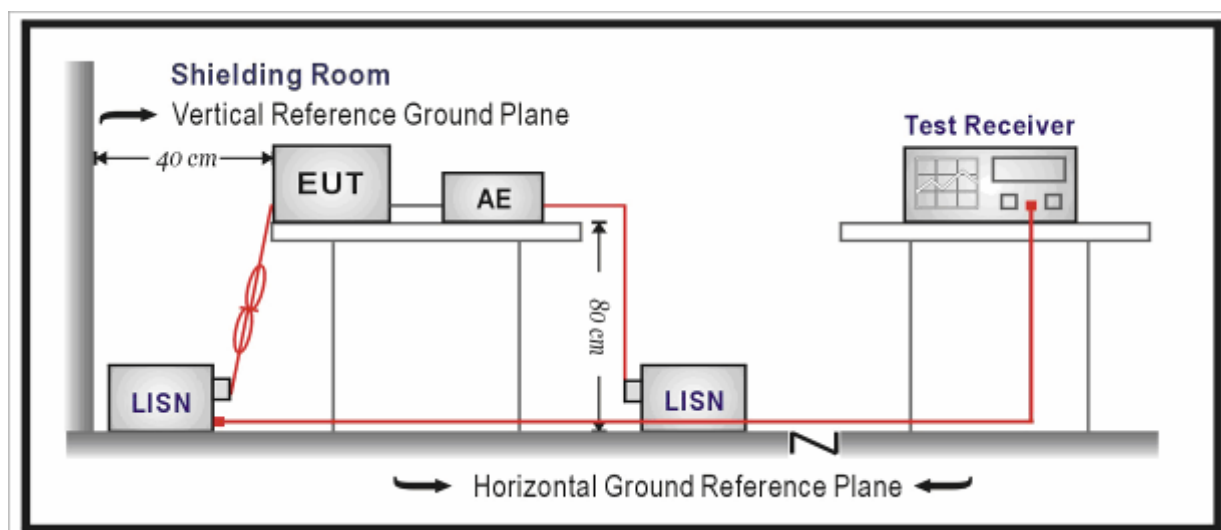 Shielding Room
Vertical Reference Ground Plane
Test Receiver
40 cm
EUT
AE
80 cm
LISN
LISN
Horizontal Ground Reference Plane